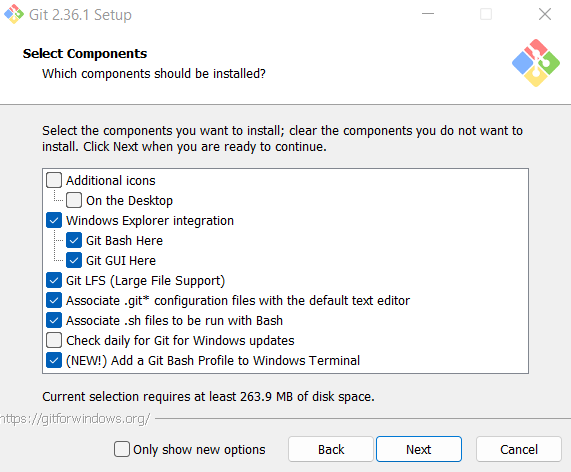 Git 2.36.1 Setup
Select Components
Which components should be installed?
Select the components you want to install; clear the components you do not want to
install. Click Next when you are ready to continue.
Additional icons
On the Desktop
Windows Explorer integration
Git Bash Here
Git GUI Here
Git LFS (Large File Support)
Associate .git* configuration files with the default text editor
Associate .sh files to be run with Bash
Check daily for Git for Windows updates
(NEW!) Add a Git Bash Profile to Windows Terminal
Current selection requires at least 263.9 MB of disk space.
https://gitforwindows.org/
Only show new options
Back
Next
Cancel